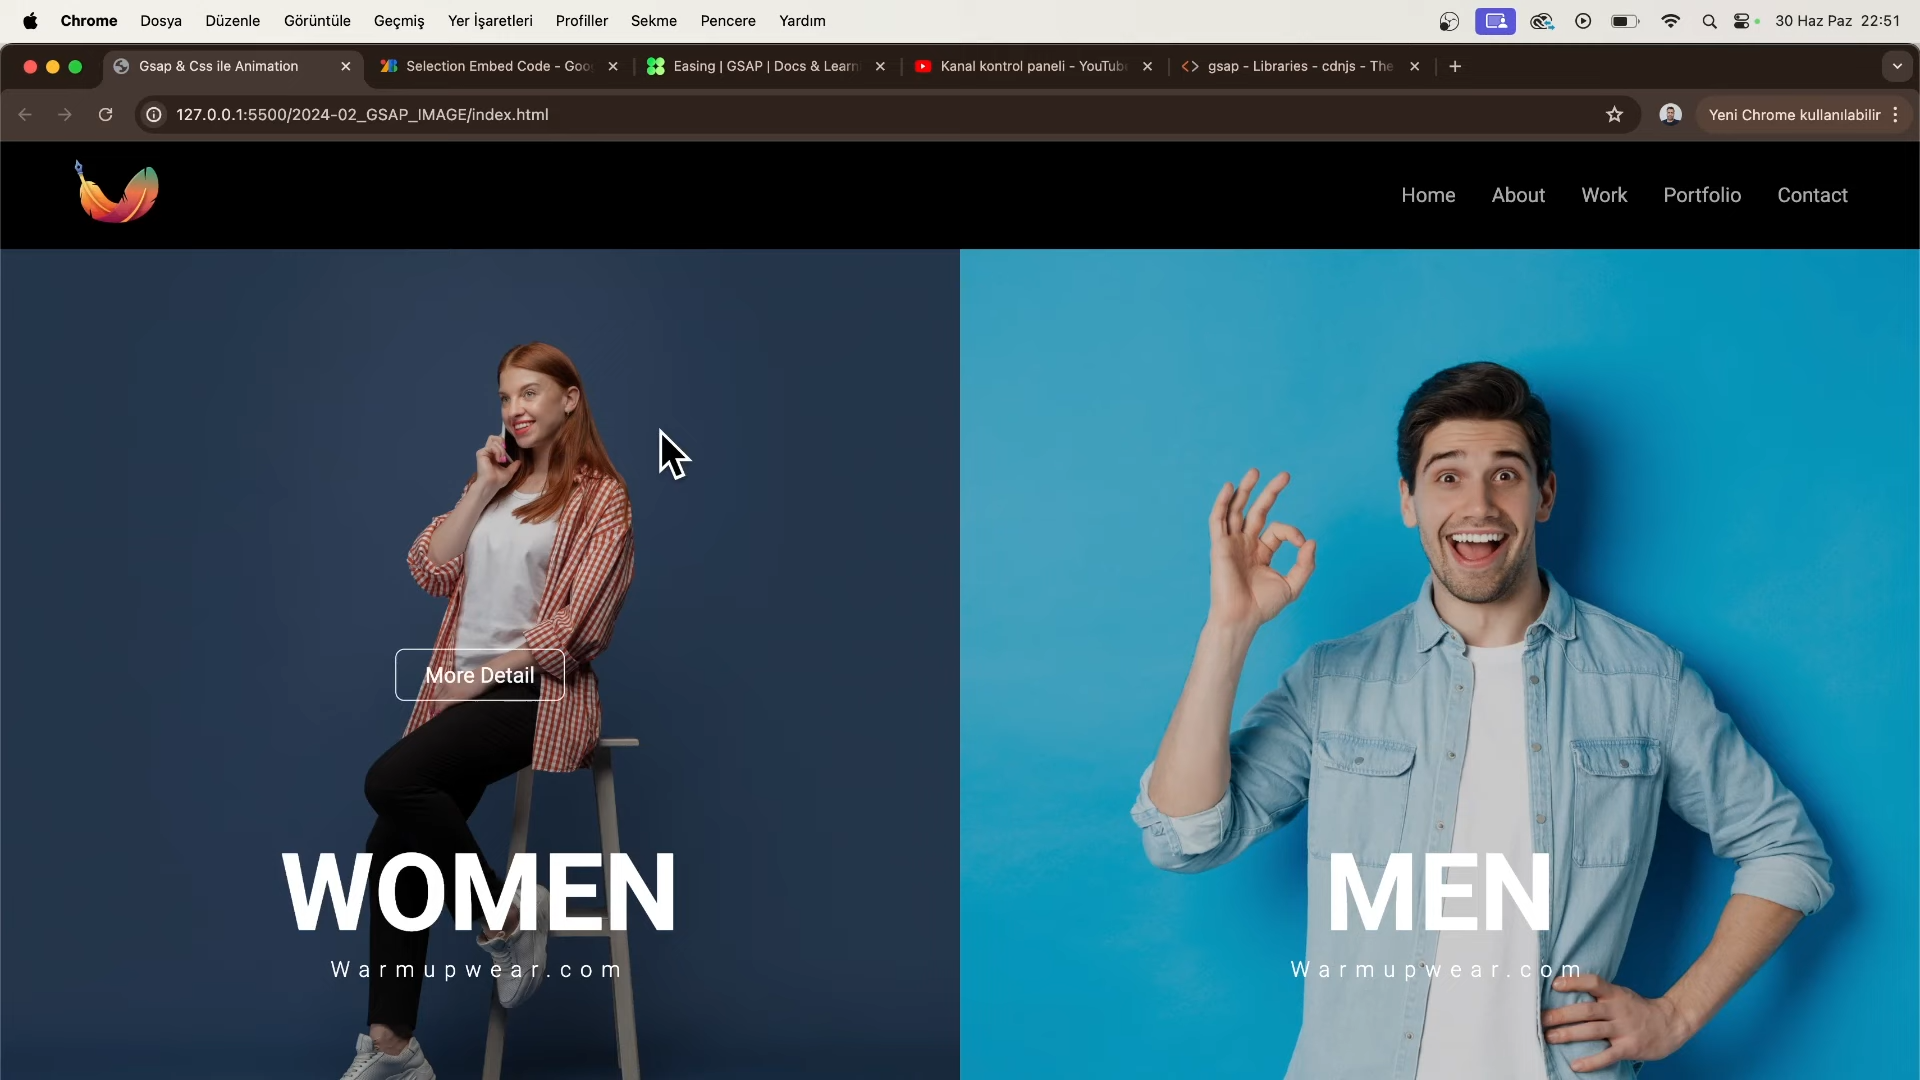 Chrome Dosya Düzenle Görüntüle Geçmiş Yer İşaretleri Profiller Sekme Pencere Yardım 30 Haz Paz 22:51
Gsap & Css ile Animation Selection Embed Code - Goo Easing | GSAP | Docs & Learn Kanal kontrol paneli - YouTube gsap - Libraries - cdnjs - The
127.0.0.1:5500/2024-02_GSAP_IMAGE/index.html Yeni Chrome kullanılabilir
Home About Work Portfolio Contact
More Detail
WOMEN
Warmupwear.com
MEN
Warmupwear.com